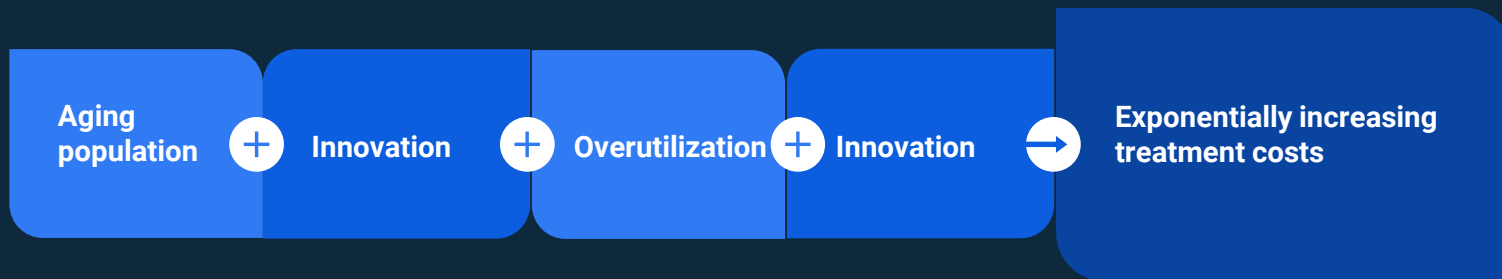 Aging
population
Innovation
Overutilization
Innovation
Exponentially increasing
treatment costs